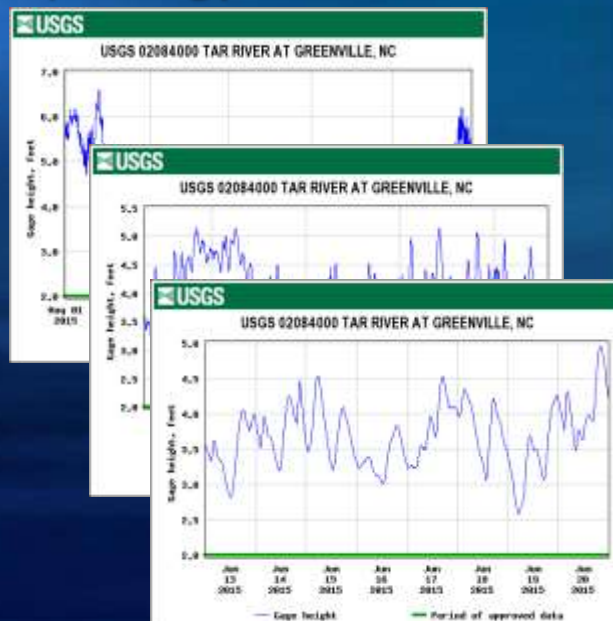 USGS
USGS 02084000 TAR RIVER AT GREENVILLE, NC
7.0
6.0
5.0
4.0
3.0
2.0
Gage height, feet
May 01
2015
USGS
USGS 02084000 TAR RIVER AT GREENVILLE, NC
5.5
5.0
4.5
4.0
3.5
3.0
2.5
2.0
Gage height, feet
USGS
USGS 02084000 TAR RIVER AT GREENVILLE, NC
5.0
4.5
4.0
3.5
3.0
2.5
2.0
Gage height, feet
Jun Jun Jun Jun Jun Jun Jun Jun
13 14 15 16 17 18 19 20
2015 2015 2015 2015 2015 2015 2015 2015
Gage height Period of approved data